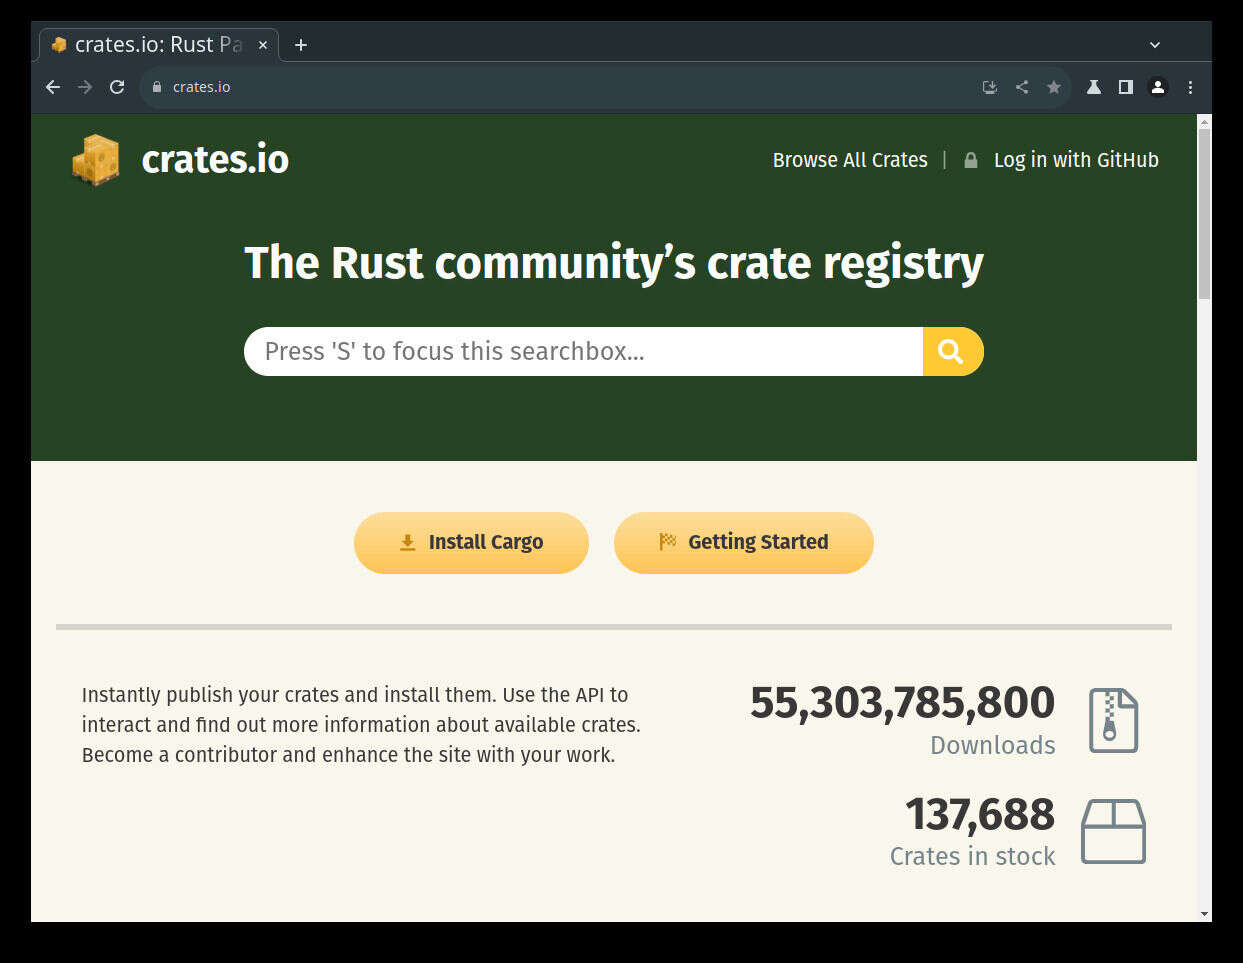 crates.io: Rust Pa
crates.io
crates.io
Browse All Crates | Log in with GitHub
The Rust community’s crate registry
Press 'S' to focus this searchbox...
Install Cargo
Getting Started
Instantly publish your crates and install them. Use the API to
interact and find out more information about available crates.
Become a contributor and enhance the site with your work.
55,303,785,800
Downloads
137,688
Crates in stock